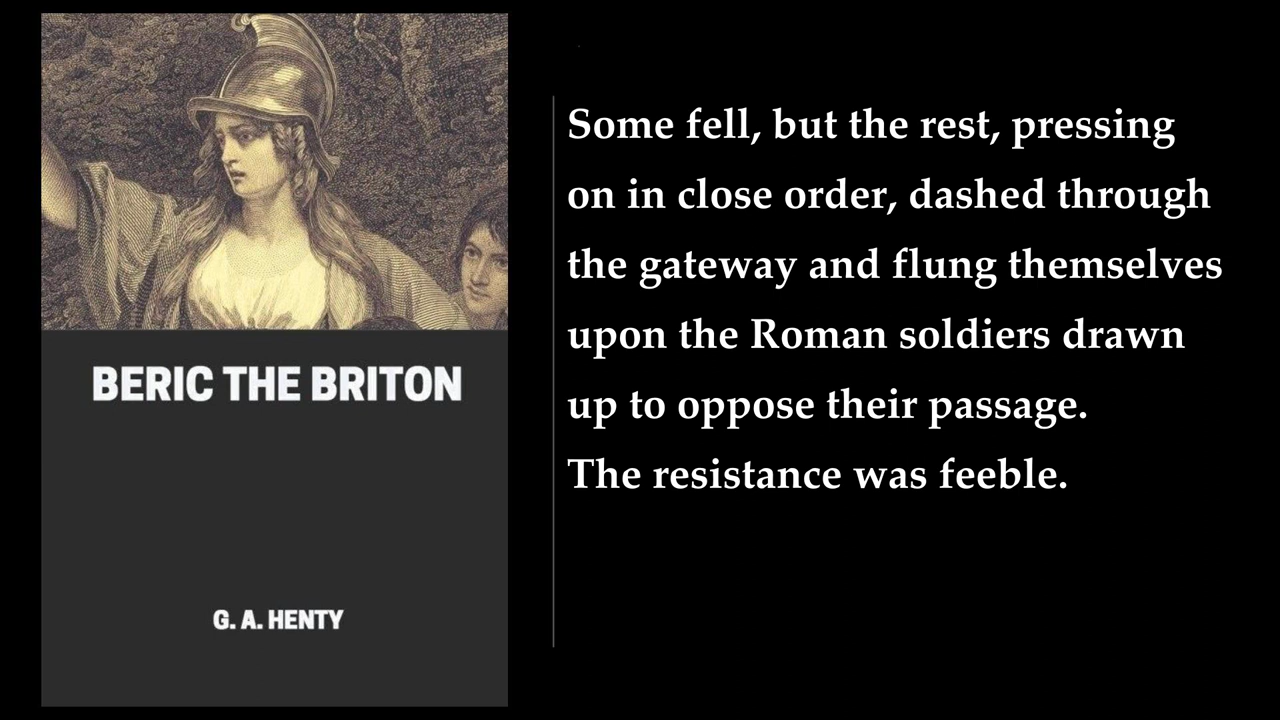 BERIC THE BRITON
G. A. HENTY
Some fell, but the rest, pressing
on in close order, dashed through
the gateway and flung themselves
upon the Roman soldiers drawn
up to oppose their passage.
The resistance was feeble.